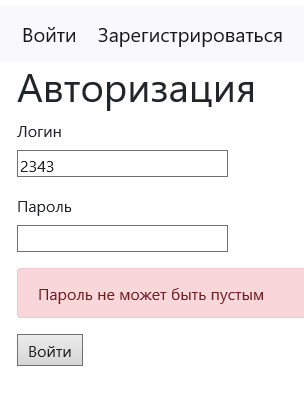 Войти Зарегистрироваться
Авторизация
Логин
2343
Пароль
Пароль не может быть пустым
Войти